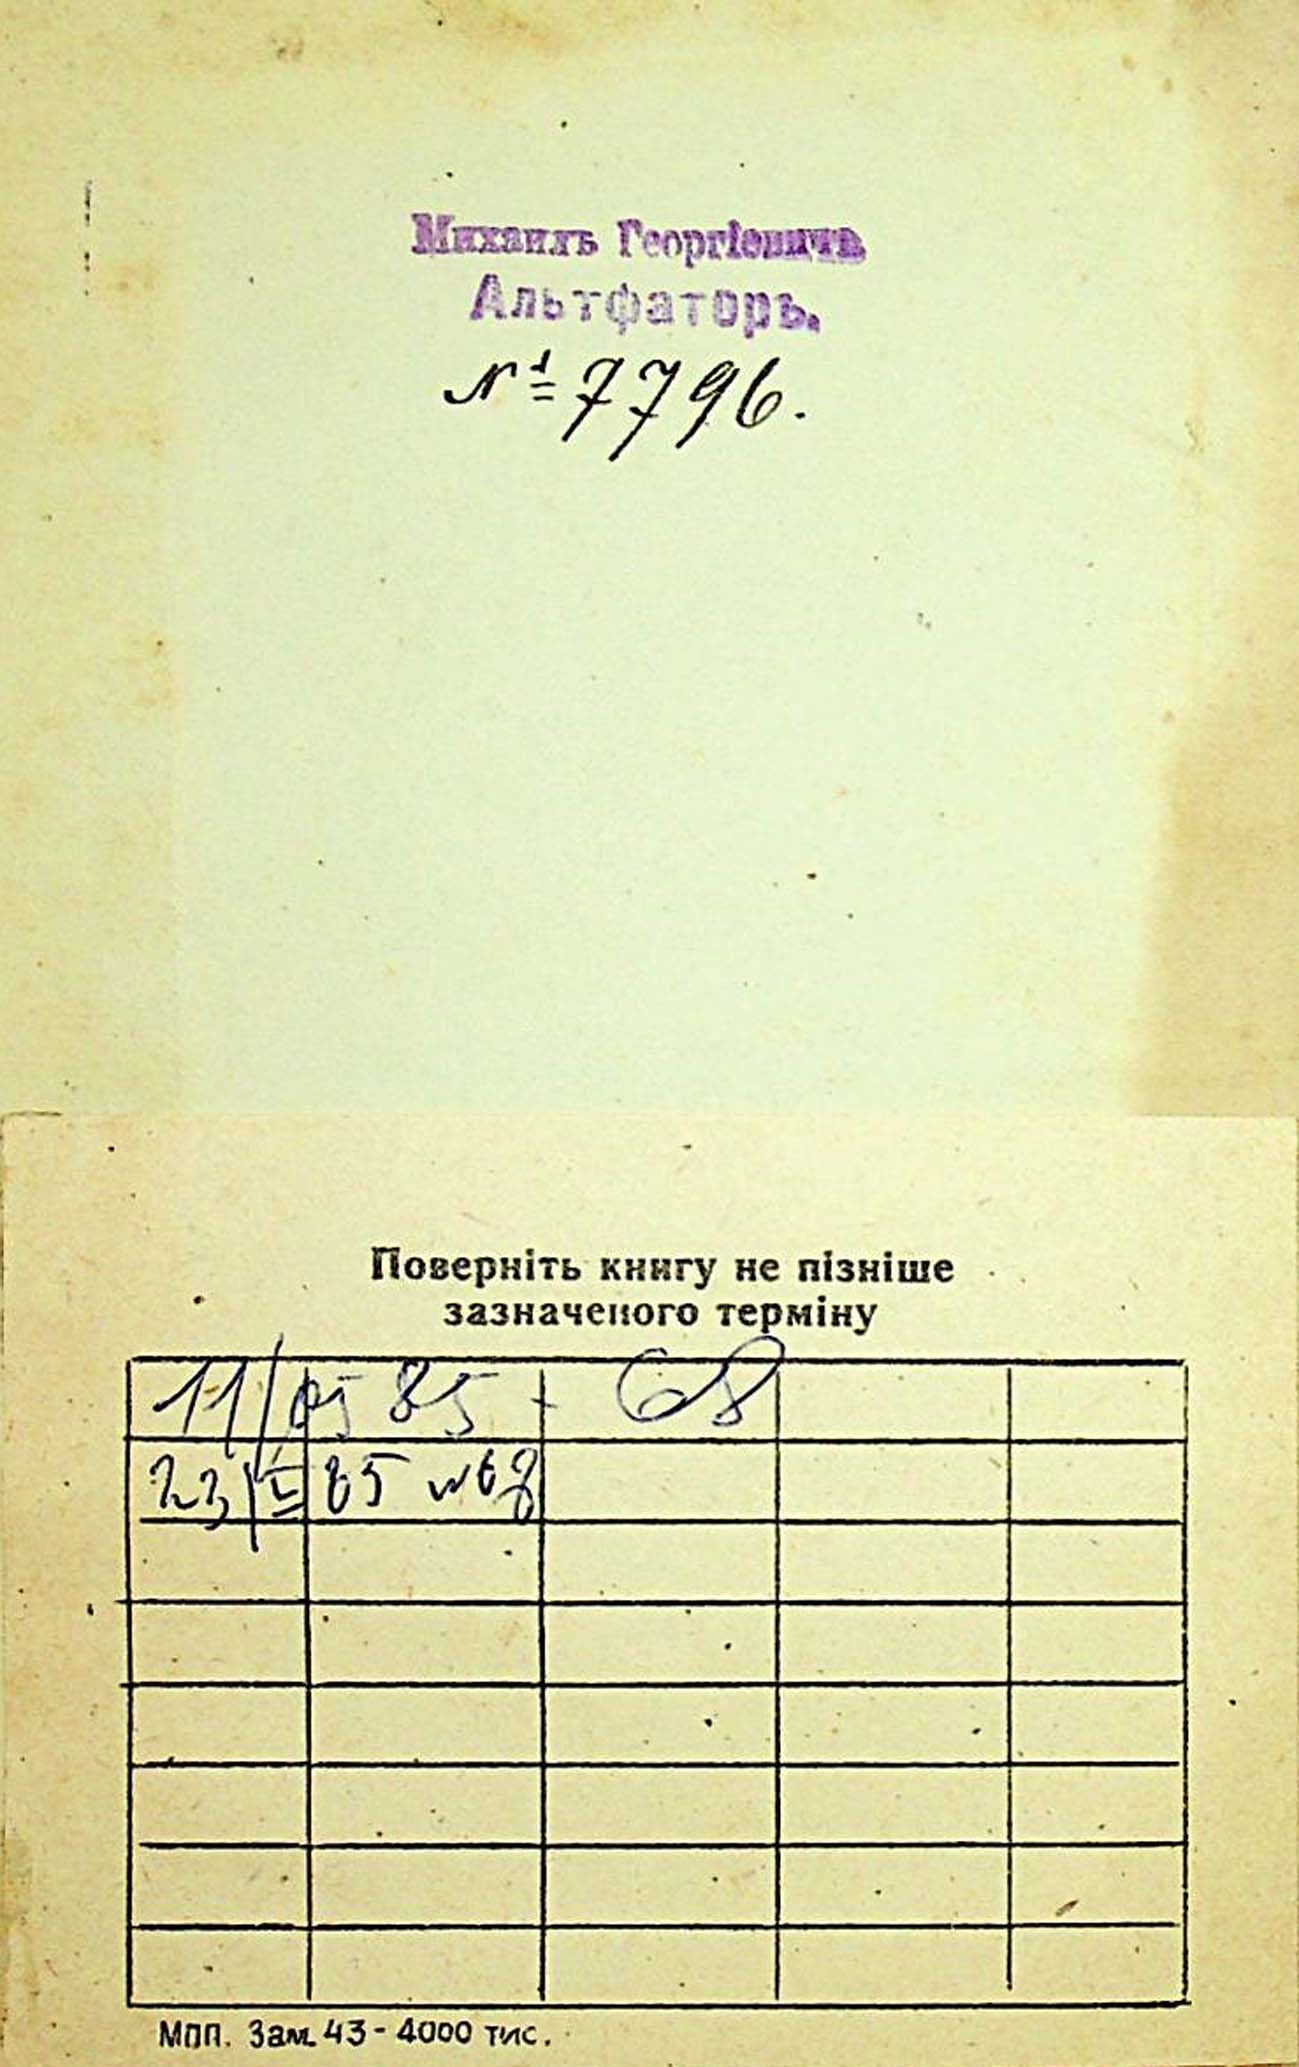 Михаилъ Георгіевичъ
Альтфаторъ.
№ 7796.
Поверніть книгу не пізніше
зазначеного терміну
11/05 85 - 68
23/V 85 № 68
МПП. Зам. 43 - 4000 тис.